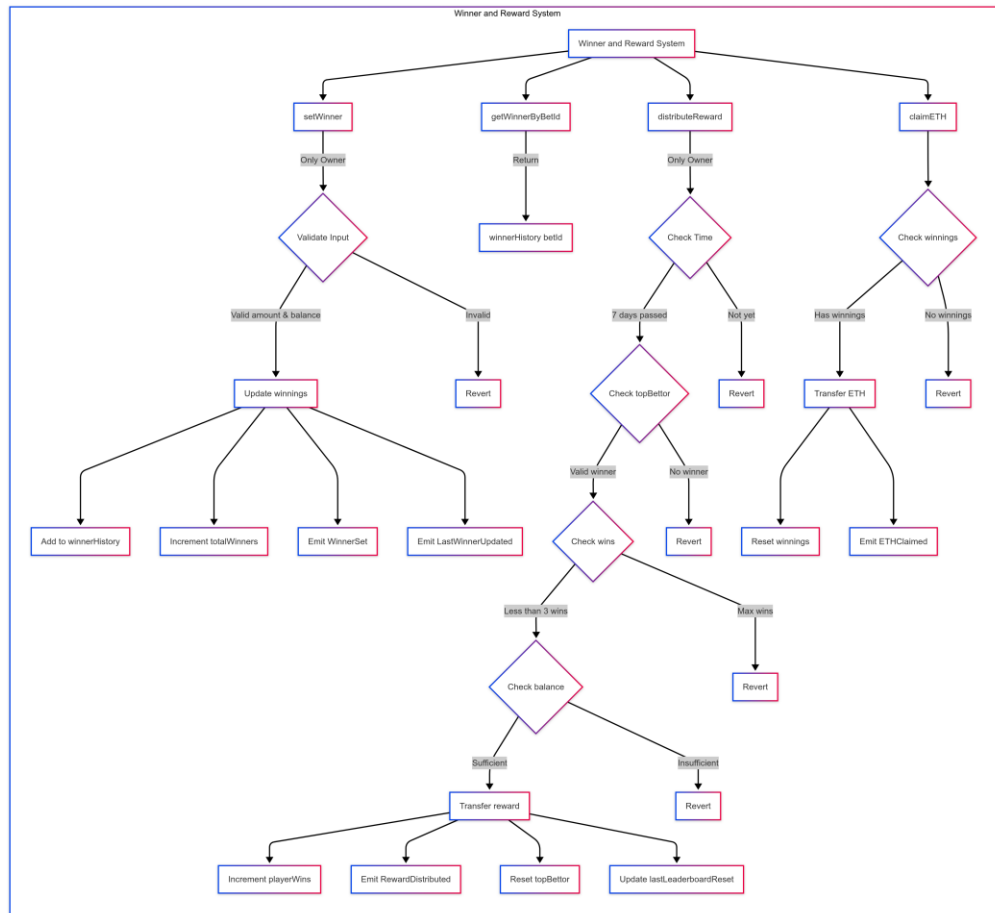 Winner and Reward System
Winner and Reward System
setWinner
getWinnerByBetId
distributeReward
claimETH
Only Owner
Return
Only Owner
Validate Input
winnerHistory betId
Check Time
Check winnings
Valid amount & balance
Invalid
7 days passed
Not yet
Has winnings
No winnings
Update winnings
Revert
Check topBettor
Revert
Transfer ETH
Revert
Valid winner
No winner
Add to winnerHistory
Increment totalWinners
Emit WinnerSet
Emit LastWinnerUpdated
Check wins
Revert
Reset winnings
Emit ETHClaimed
Less than 3 wins
Max wins
Check balance
Revert
Sufficient
Insufficient
Transfer reward
Revert
Increment playerWins
Emit RewardDistributed
Reset topBettor
Update lastLeaderboardReset